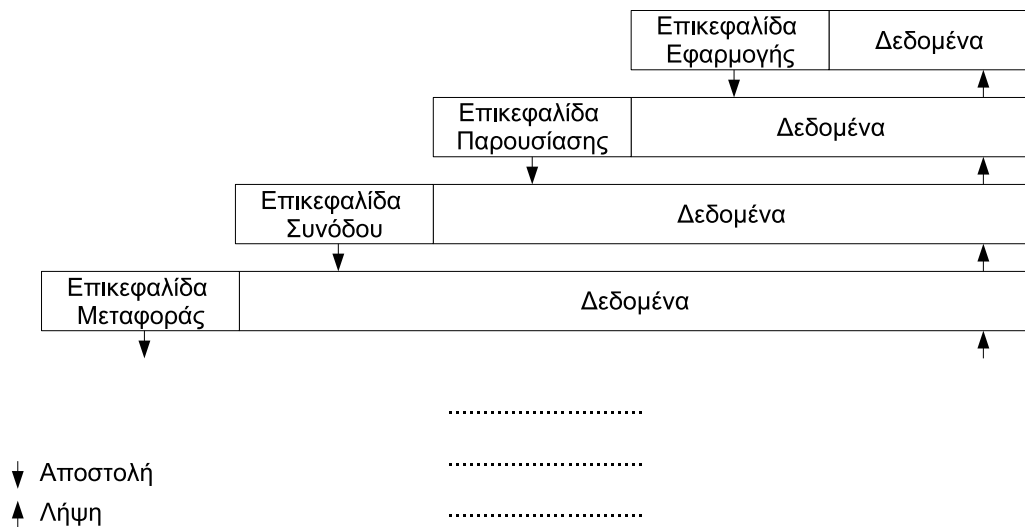 Επικεφαλίδα
Εφαρμογής
Δεδομένα
Επικεφαλίδα
Παρουσίασης
Δεδομένα
Επικεφαλίδα
Συνόδου
Δεδομένα
Επικεφαλίδα
Μεταφοράς
Δεδομένα
............................
............................
Αποστολή
............................
Λήψη